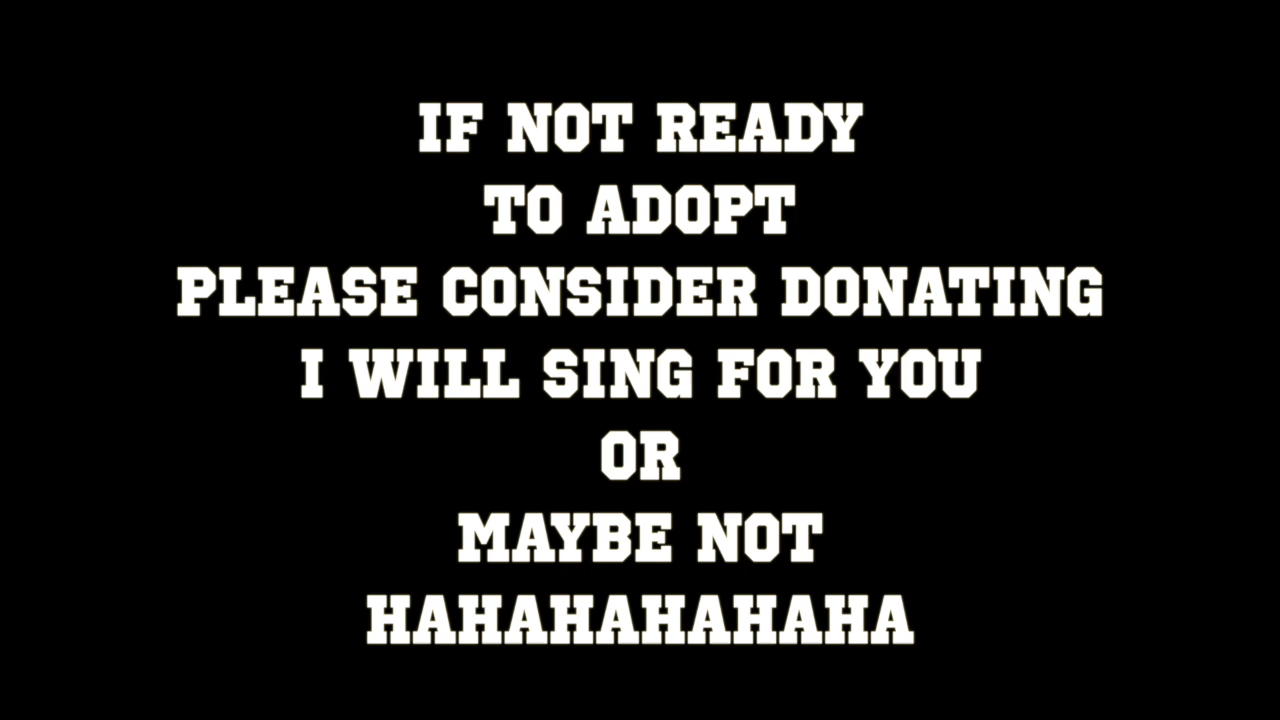 IF NOT READY
TO ADOPT
PLEASE CONSIDER DONATING
I WILL SING FOR YOU
OR
MAYBE NOT
HAHAHAHAHAHA